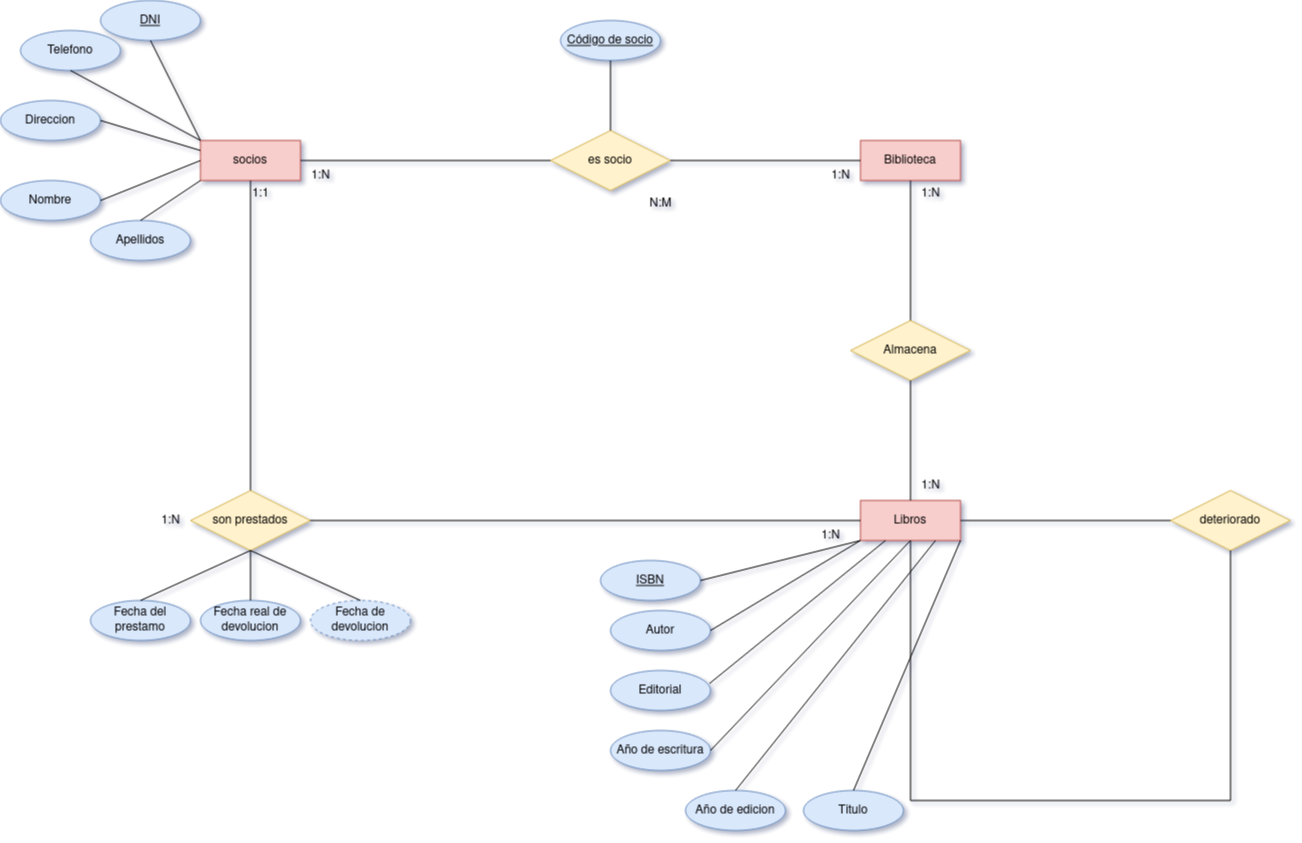 DNI
Telefono
Código de socio
Direccion
socios
es socio
Biblioteca
1:N
1:N
1:1
1:N
Nombre
N:M
Apellidos
Almacena
1:N
1:N
son prestados
Libros
deteriorado
1:N
ISBN
Fecha del
prestamo
Fecha real de
devolucion
Fecha de
devolucion
Autor
Editorial
Año de escritura
Año de edicion
Titulo